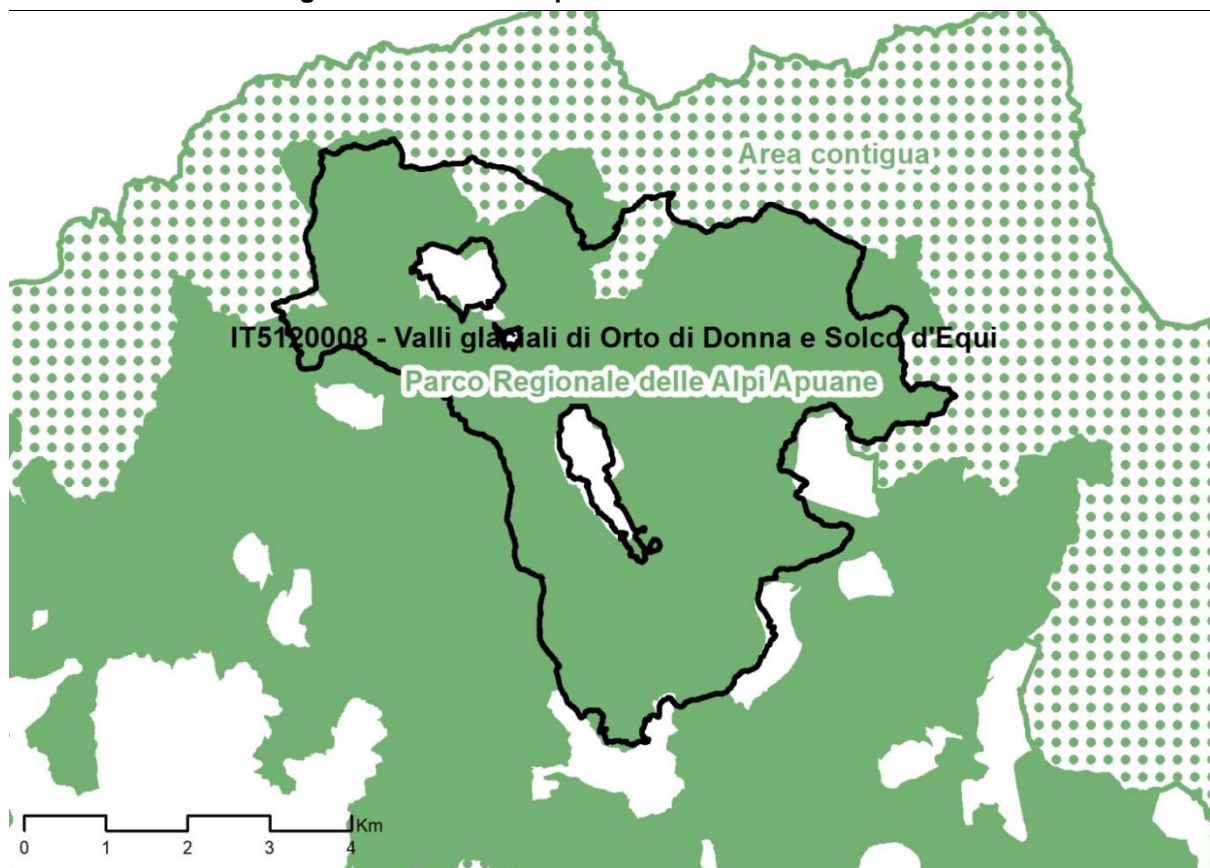 Area contigua
IT5120008 - Valli glaciali di Orto di Donna e Solco d'Equi
Parco Regionale delle Alpi Apuane
Km
0 1 2 3 4